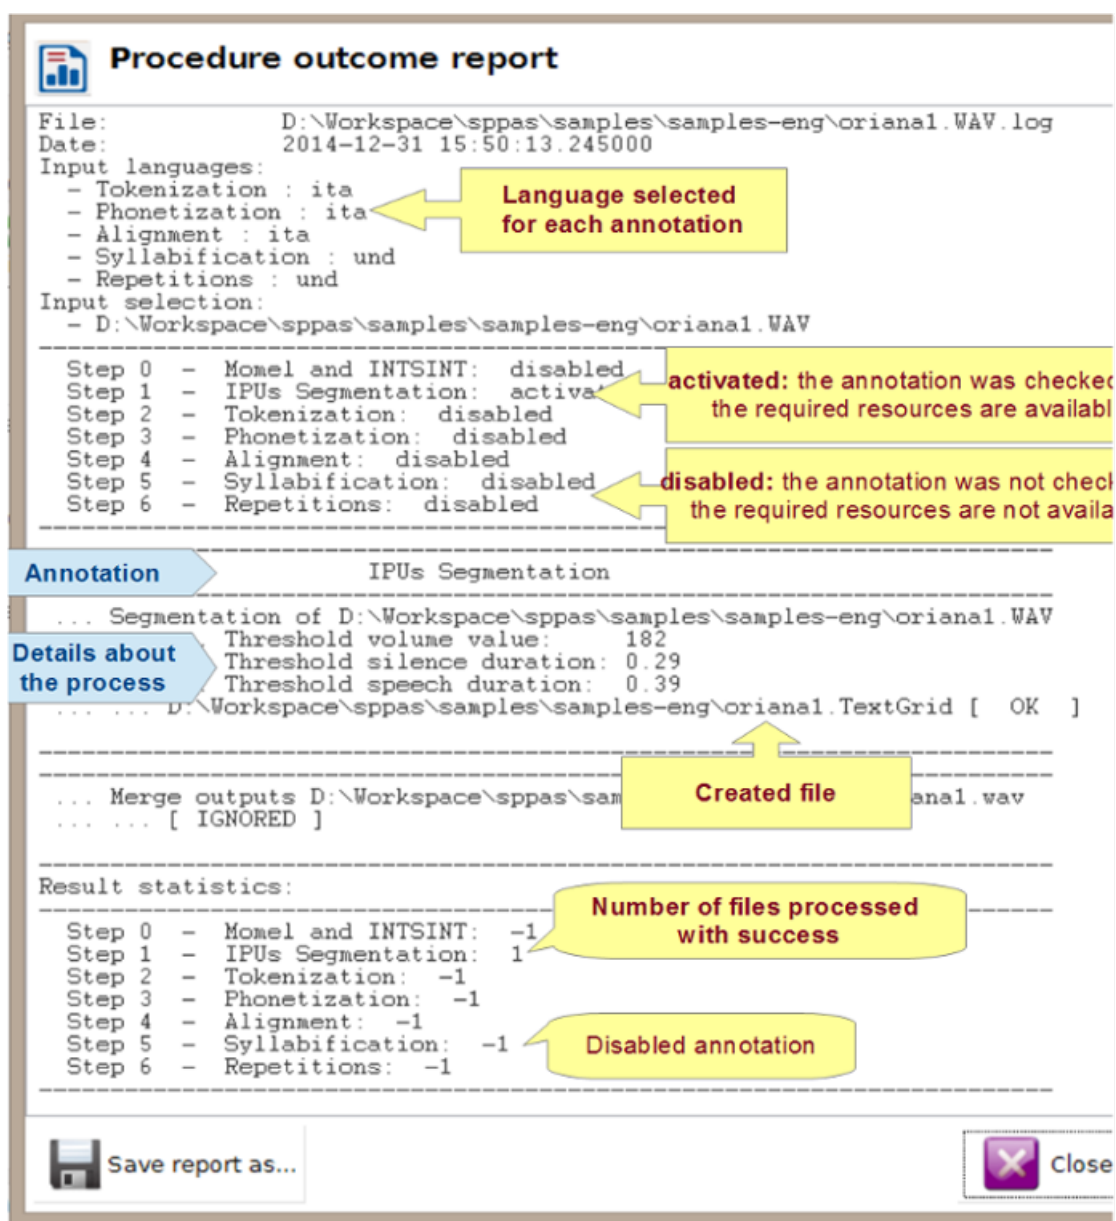 Procedure outcome report
File: D:\Workspace\sppas\samples\samples-eng\oriana1.WAV.log
Date: 2014-12-31 15:50:13.245000
Input languages:
- Tokenization : ita
- Phonetization : ita
- Alignment : ita
- Syllabification : und
- Repetitions : und
Language selected
for each annotation
Input selection:
- D:\Workspace\sppas\samples\samples-eng\oriana1.WAV
Step 0 - Momel and INTSINT: disabled
Step 1 - IPUs Segmentation: activat
Step 2 - Tokenization: disabled
Step 3 - Phonetization: disabled
Step 4 - Alignment: disabled
Step 5 - Syllabification: disabled
Step 6 - Repetitions: disabled
activated: the annotation was checked
the required resources are availabl
disabled: the annotation was not chec
the required resources are not availa
Annotation
IPUs Segmentation
... Segmentation of D:\Workspace\sppas\samples\samples-eng\oriana1.WAV
Details about
the process
Threshold volume value: 182
Threshold silence duration: 0.29
Threshold speech duration: 0.39
... ... D:\Workspace\sppas\samples\samples-eng\oriana1.TextGrid [ OK ]
Created file
... Merge outputs D:\Workspace\sppas\sam ana1.wav
... ... [ IGNORED ]
Result statistics:
Number of files processed
with success
Step 0 - Momel and INTSINT: -1
Step 1 - IPUs Segmentation: 1
Step 2 - Tokenization: -1
Step 3 - Phonetization: -1
Step 4 - Alignment: -1
Step 5 - Syllabification: -1
Step 6 - Repetitions: -1
Disabled annotation
Save report as...
Close